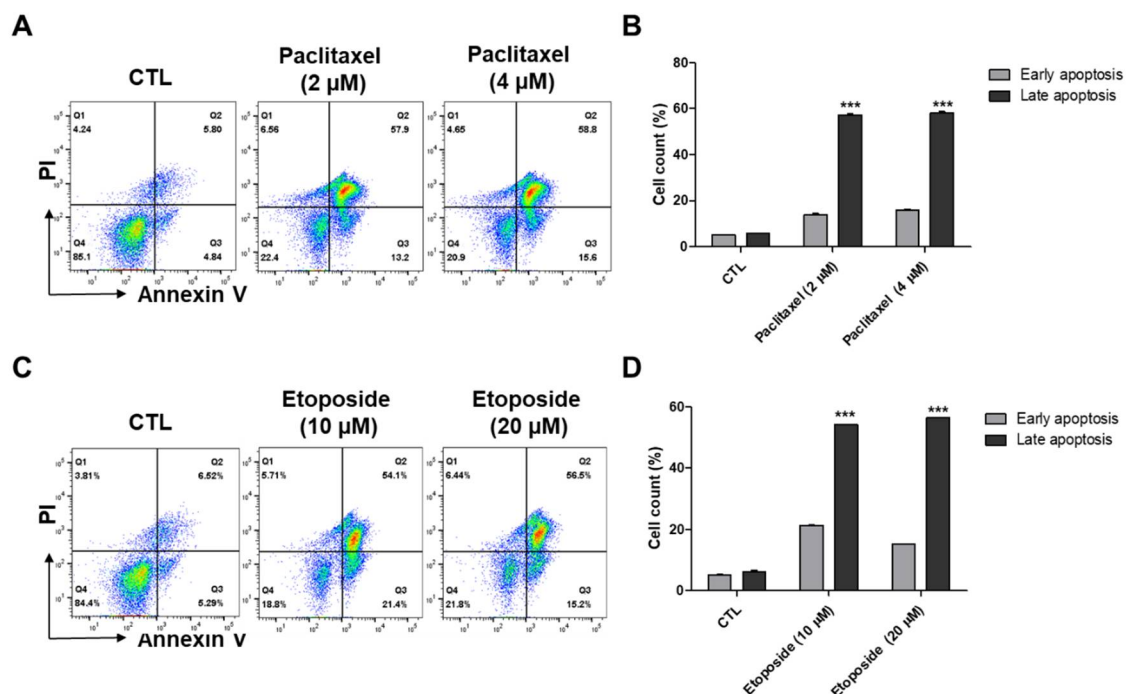 A
CTL
Paclitaxel
(2 µM)
Paclitaxel
(4 µM)
Q1
4.24
Q2
5.80
Q4
85.1
Q3
4.84
Q1
6.56
Q2
57.9
Q4
22.4
Q3
13.2
Q1
4.65
Q2
58.8
Q4
20.9
Q3
15.6
PI
Annexin V
B
Early apoptosis
Late apoptosis
Cell count (%)
80
60
40
20
0
***
***
CTL
Paclitaxel (2 µM)
Paclitaxel (4 µM)
C
CTL
Etoposide
(10 µM)
Etoposide
(20 µM)
Q1
3.81%
Q2
6.52%
Q4
84.4%
Q3
5.29%
Q1
5.71%
Q2
54.1%
Q4
18.8%
Q3
21.4%
Q1
6.44%
Q2
56.5%
Q4
21.8%
Q3
15.2%
PI
Annexin V
D
Early apoptosis
Late apoptosis
Cell count (%)
60
40
20
0
***
***
CTL
Etoposide (10 µM)
Etoposide (20 µM)